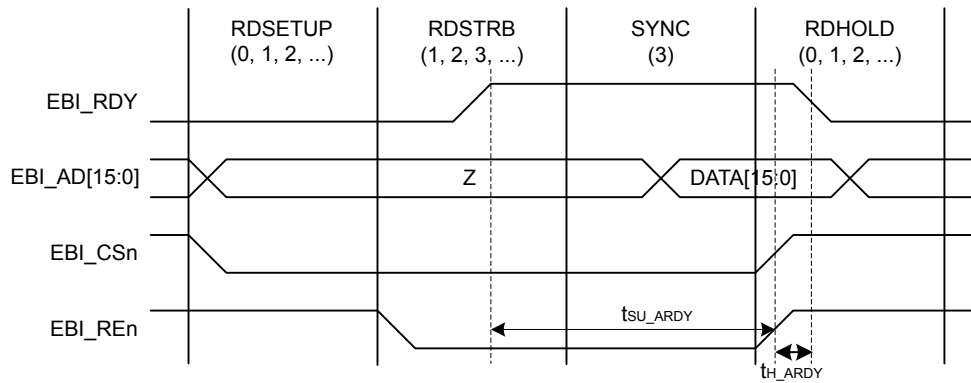 RDSETUP
(0, 1, 2, ...)
RDSTRB
(1, 2, 3, ...)
SYNC
(3)
RDHOLD
(0, 1, 2, ...)
EBI_RDY
EBI_AD[15:0]
Z
DATA[15:0]
EBI_CSn
EBI_REn
tSU_ARDY
tH_ARDY